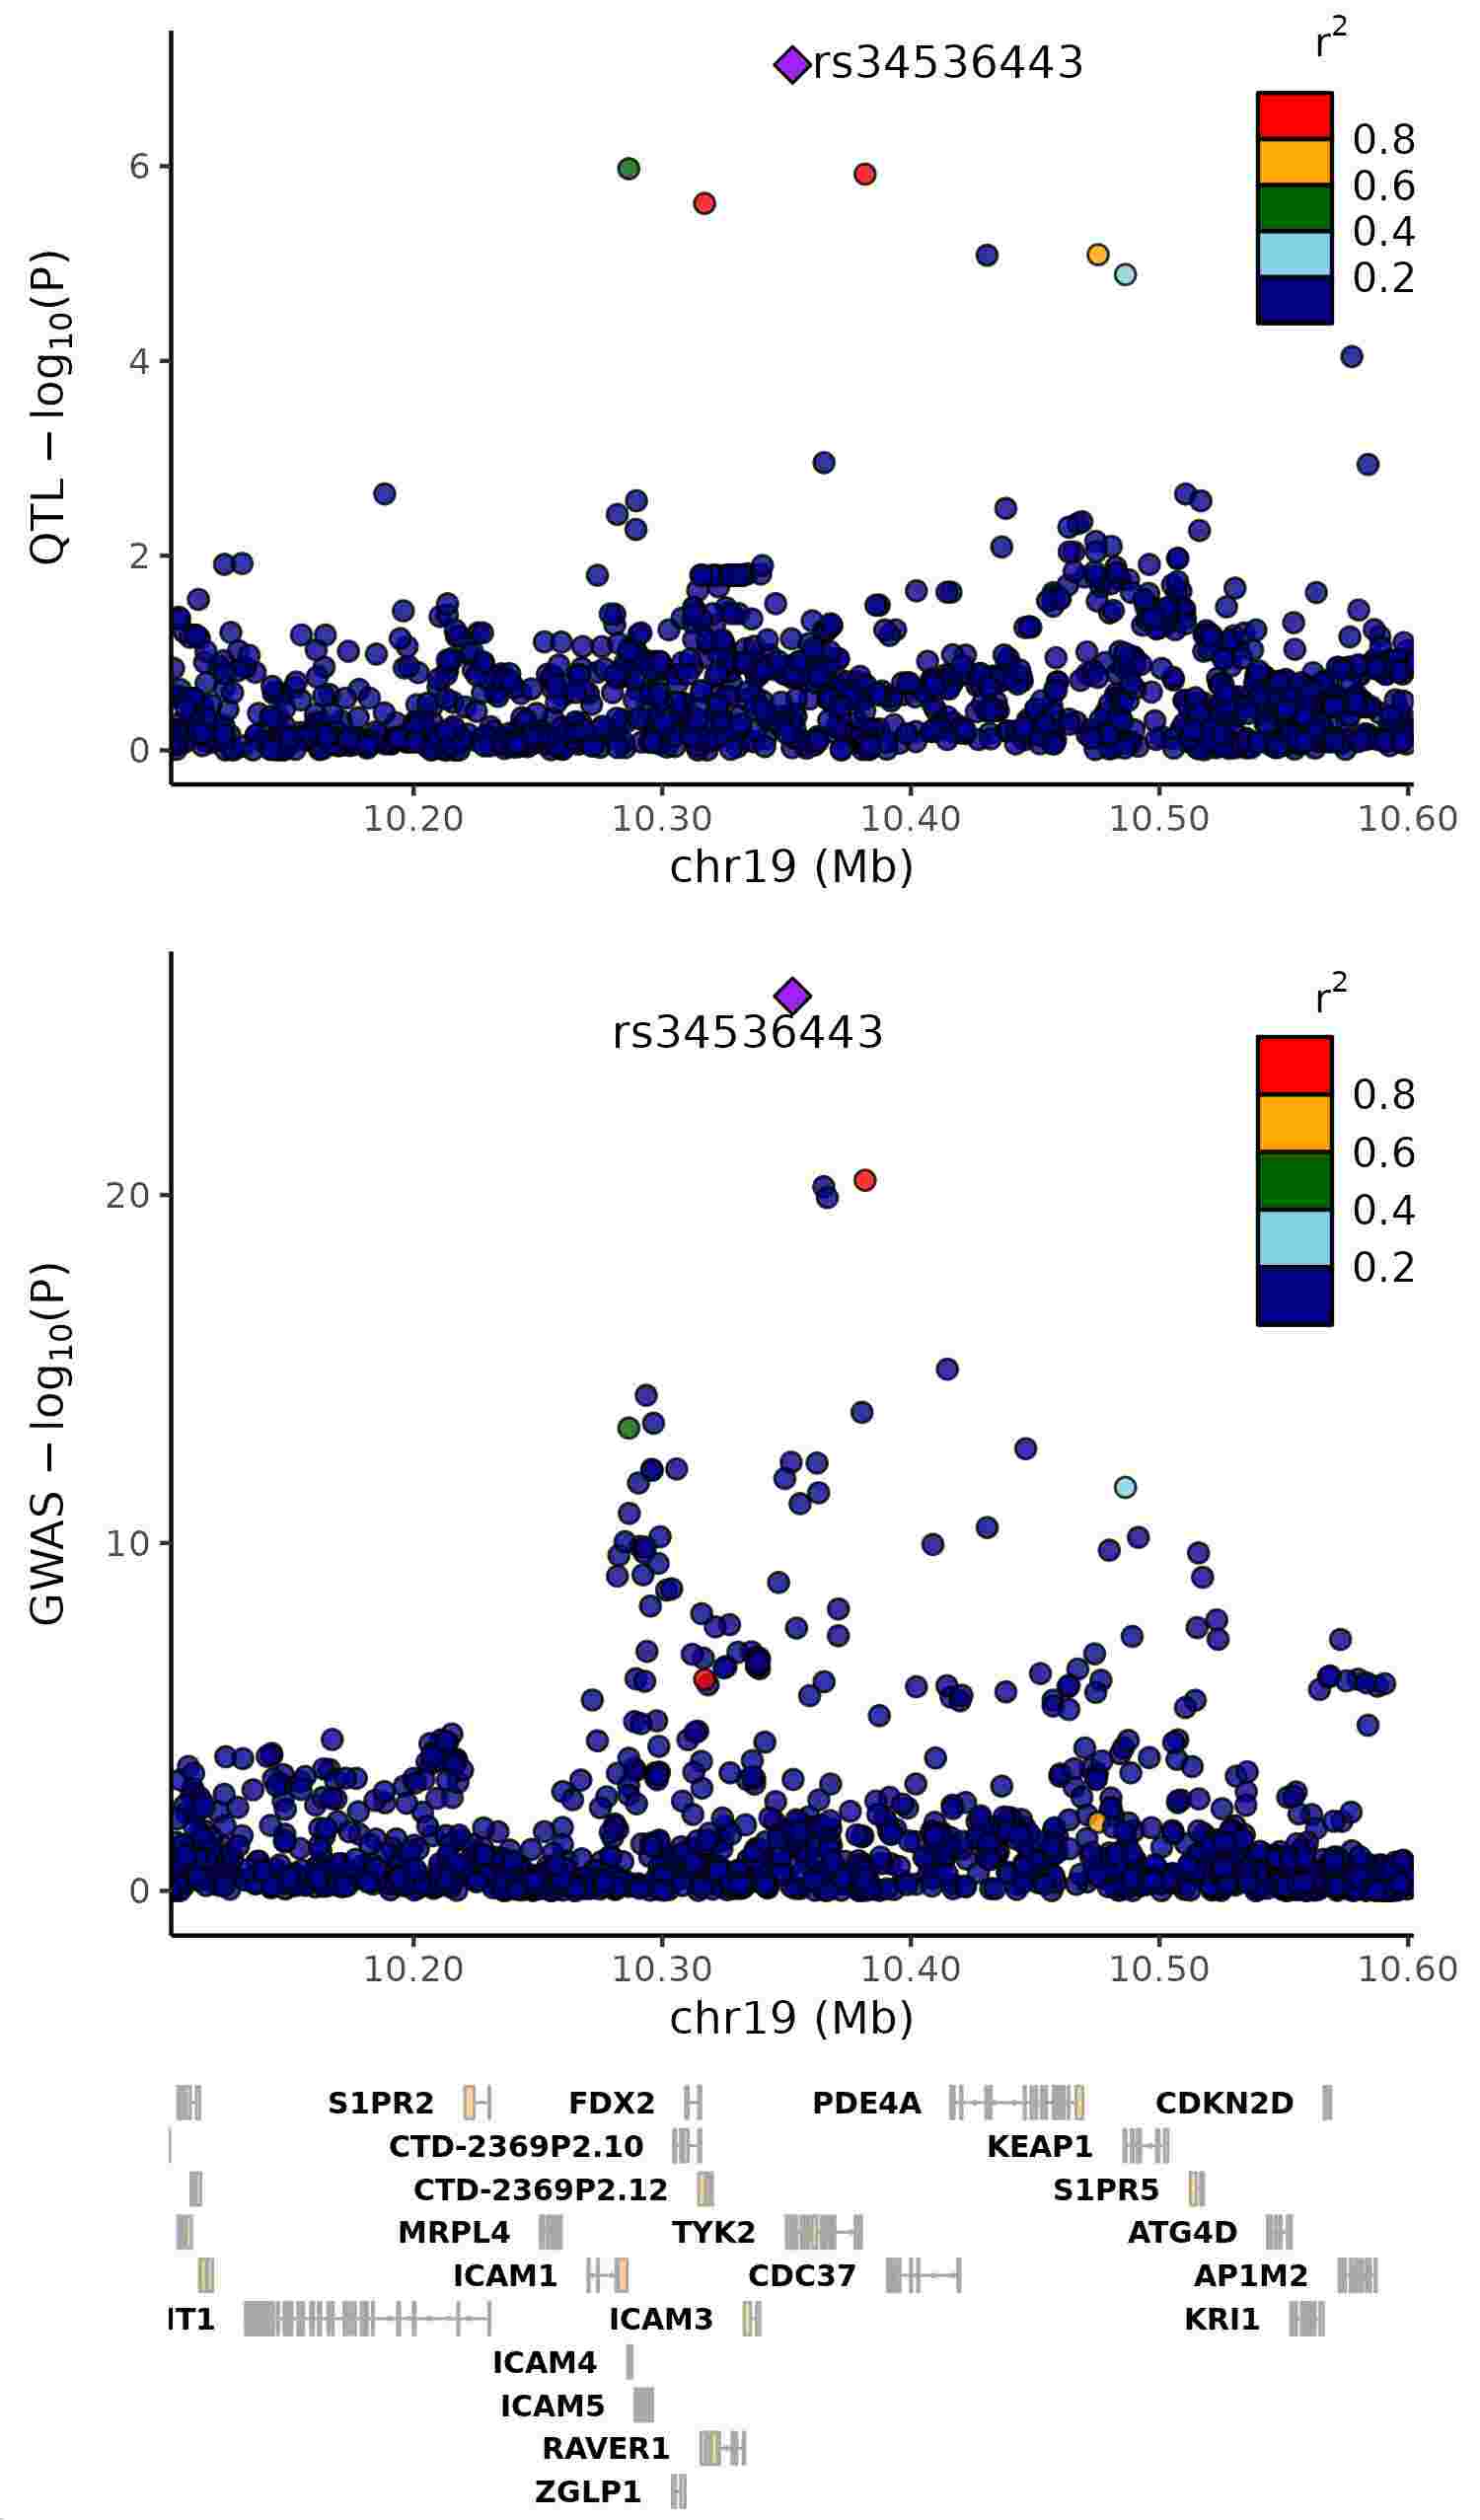 r2
rs34536443
0.8
0.6
0.4
0.2
6
4
2
0
QTL −log10(P)
10.20 10.30 10.40 10.50 10.60
chr19 (Mb)
r2
rs34536443
0.8
0.6
0.4
0.2
20
10
0
GWAS −log10(P)
10.20 10.30 10.40 10.50 10.60
chr19 (Mb)
S1PR2 FDX2 PDE4A CDKN2D
CTD-2369P2.10 KEAP1
CTD-2369P2.12 S1PR5
MRPL4 TYK2 ATG4D
ICAM1 CDC37 AP1M2
IT1 ICAM3 KRI1
ICAM4
ICAM5
RAVER1
ZGLP1